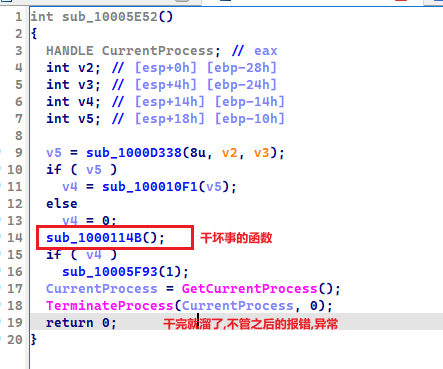 1 int sub_10005E52()
2 {
3 HANDLE CurrentProcess; // eax
4 int v2; // [esp+0h] [ebp-28h]
5 int v3; // [esp+4h] [ebp-24h]
6 int v4; // [esp+14h] [ebp-14h]
7 int v5; // [esp+18h] [ebp-10h]
8
9 v5 = sub_1000D338(8u, v2, v3);
10 if ( v5 )
11 v4 = sub_100010F1(v5);
12 else
13 v4 = 0;
14 sub_1000114B(); 干坏事的函数
15 if ( v4 )
16 sub_10005F93(1);
17 CurrentProcess = GetCurrentProcess();
18 TerminateProcess(CurrentProcess, 0);
19 return 0; 干完就溜了,不管之后的报错,异常
20 }